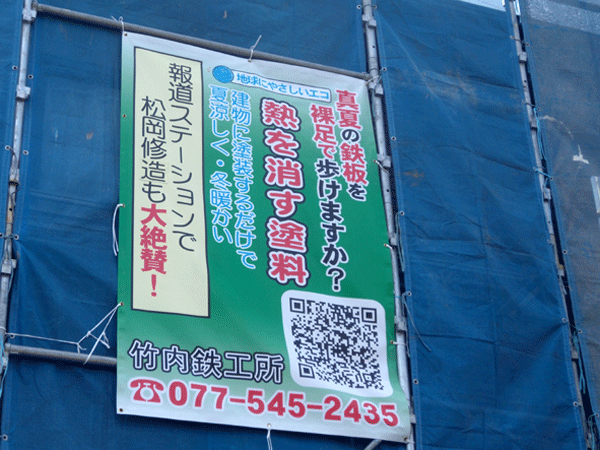 地球にやさしいエコ
真夏の鉄板を
裸足で歩けますか?
熱を消す塗料
建物に塗装するだけで
夏涼しく・冬暖かい
報道ステーションで
松岡修造も大絶賛!
竹内鉄工所
☎077-545-2435